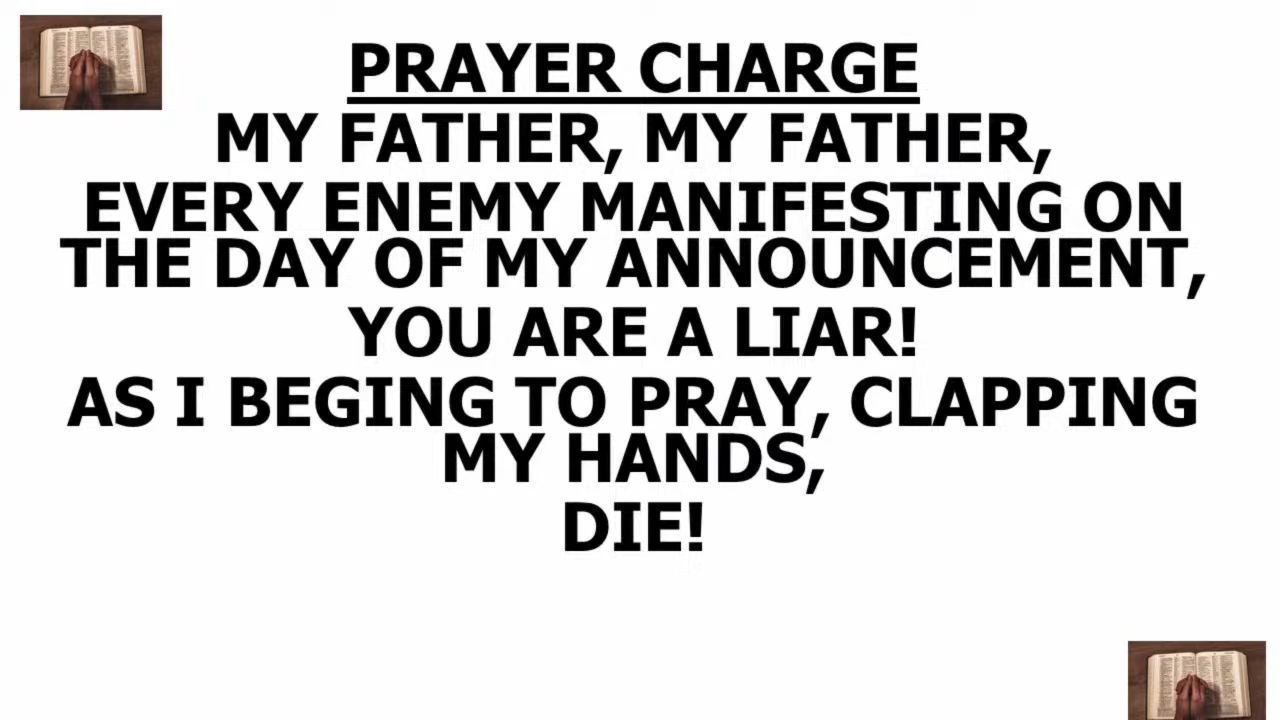 PRAYER CHARGE
MY FATHER, MY FATHER,
EVERY ENEMY MANIFESTING ON
THE DAY OF MY ANNOUNCEMENT,
YOU ARE A LIAR!
AS I BEGING TO PRAY, CLAPPING
MY HANDS,
DIE!